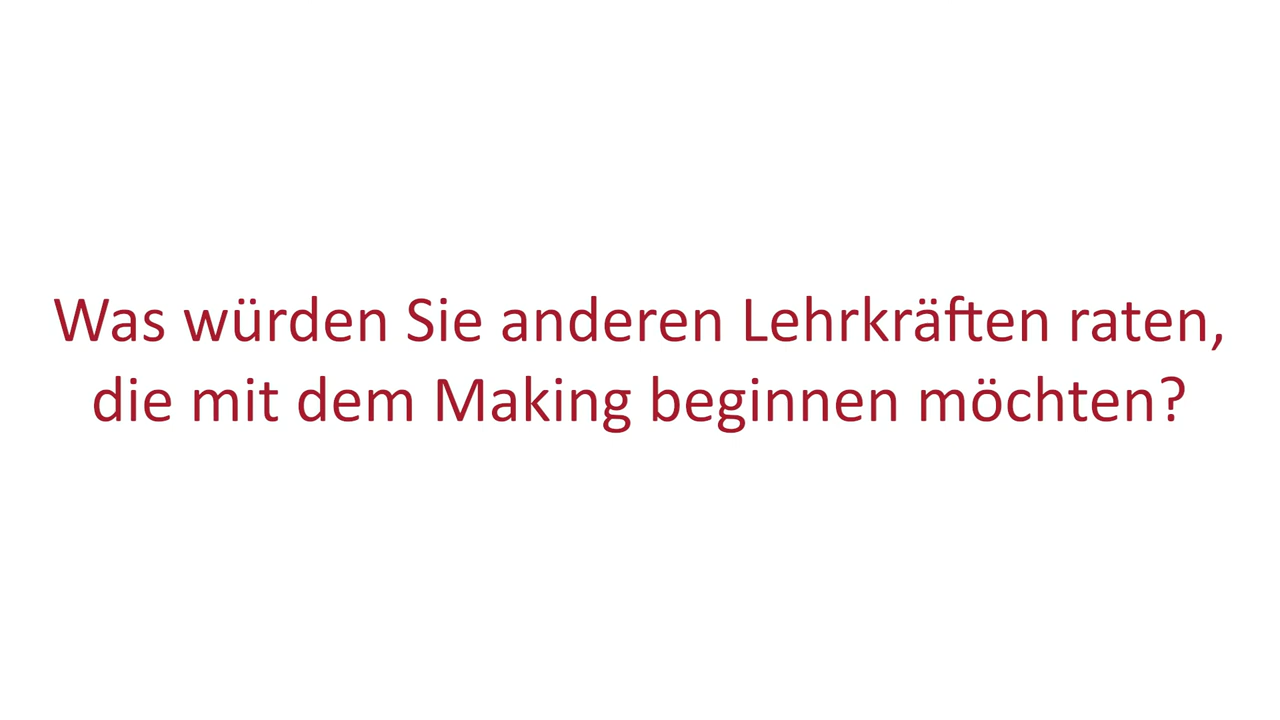 Was würden Sie anderen Lehrkräften raten,
die mit dem Making beginnen möchten?